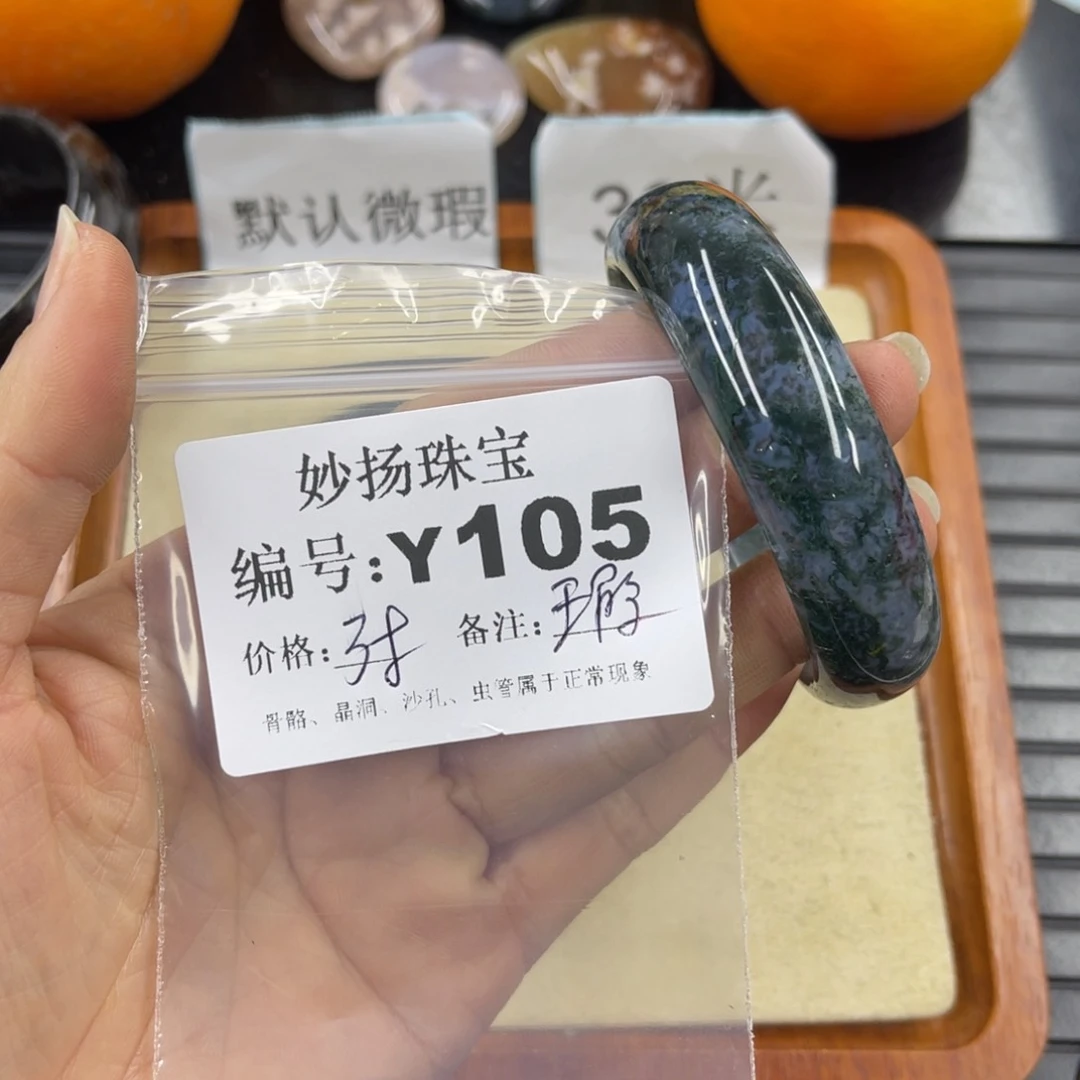 默认微瑕
妙扬珠宝
编号:Y105
价格: 备注:瑕
骨骼、晶洞、沙孔、虫管属于正常现象